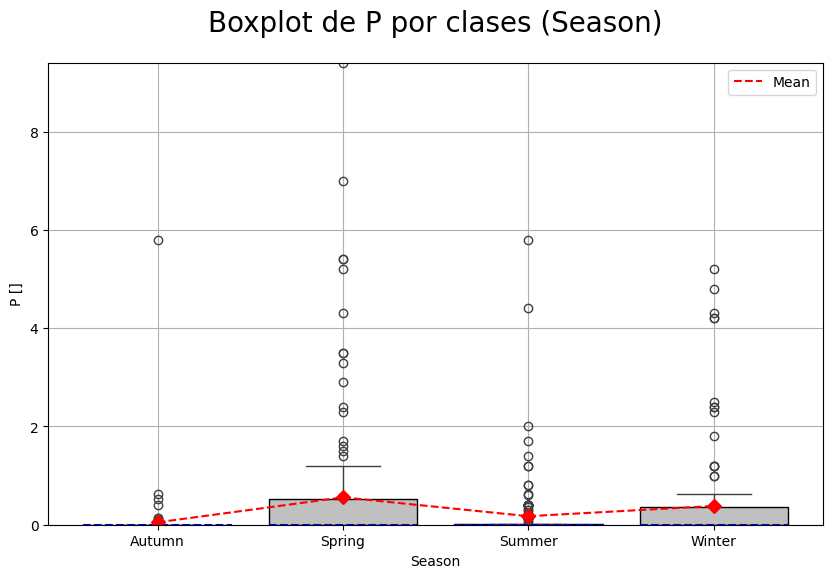 Boxplot de P por clases (Season)
Mean
8
6
4
2
0
P []
Autumn Spring Summer Winter
Season